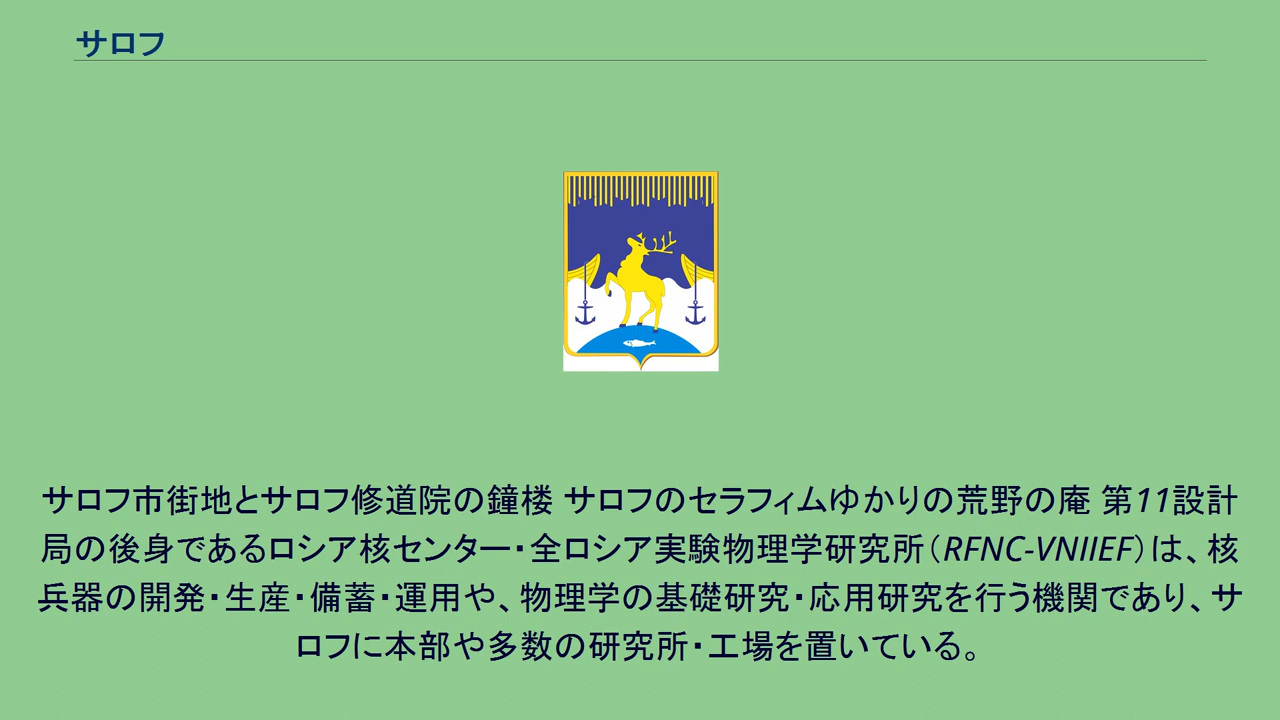 サロフ
サロフ市街地とサロフ修道院の鐘楼 サロフのセラフィムゆかりの荒野の庵 第11設計
局の後身であるロシア核センター・全ロシア実験物理学研究所（RFNC-VNIIEF）は、核
兵器の開発・生産・備蓄・運用や、物理学の基礎研究・応用研究を行う機関であり、サ
ロフに本部や多数の研究所・工場を置いている。